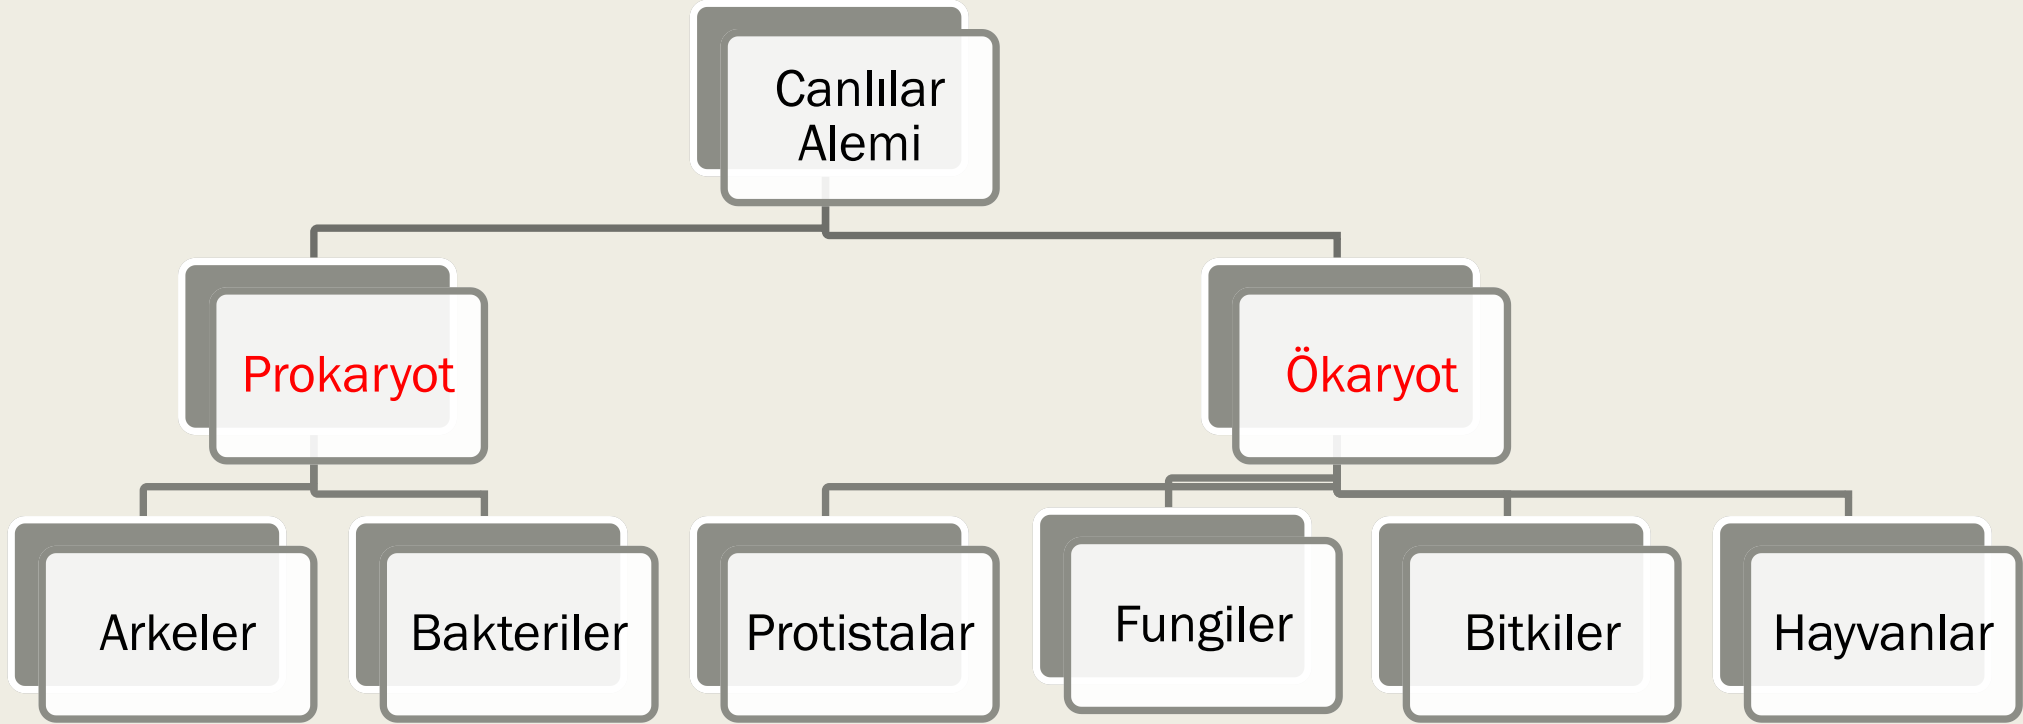 Canlılar
Alemi
Prokaryot
Ökaryot
Arkeler
Bakteriler
Protistalar
Fungiler
Bitkiler
Hayvanlar